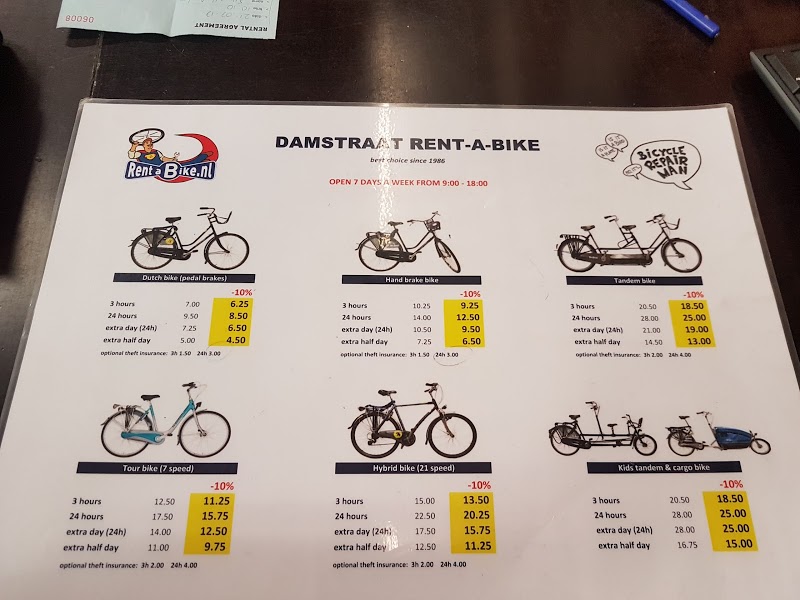 RENTAL AGREEMENT
06008
DAMSTRAAT RENT-A-BIKE
best choice since 1986
OPEN 7 DAYS A WEEK FROM 9:00 - 18:00
Rent a Bike.nl
BICYCLE REPAIR MAN
Dutch bike (pedal brakes)
-10%
3 hours 7.00 6.25
24 hours 9.50 8.50
extra day (24h) 7.25 6.50
extra half day 5.00 4.50
optional theft insurance: 3h 1.50 24h 3.00
Hand brake bike
-10%
3 hours 10.25 9.25
24 hours 14.00 12.50
extra day (24h) 10.50 9.50
extra half day 7.25 6.50
optional theft insurance: 3h 1.50 24h 3.00
Tandem bike
-10%
3 hours 20.50 18.50
24 hours 28.00 25.00
extra day (24h) 21.00 19.00
extra half day 14.50 13.00
optional theft insurance: 3h 2.00 24h 4.00
Tour bike (7 speed)
-10%
3 hours 12.50 11.25
24 hours 17.50 15.75
extra day (24h) 14.00 12.50
extra half day 11.00 9.75
optional theft insurance: 3h 2.00 24h 4.00
Hybrid bike (21 speed)
-10%
3 hours 15.00 13.50
24 hours 22.50 20.25
extra day (24h) 17.50 15.75
extra half day 12.50 11.25
optional theft insurance: 3h 2.00 24h 4.00
Kids tandem & cargo bike
-10%
3 hours 20.50 18.50
24 hours 28.00 25.00
extra day (24h) 28.00 25.00
extra half day 16.75 15.00